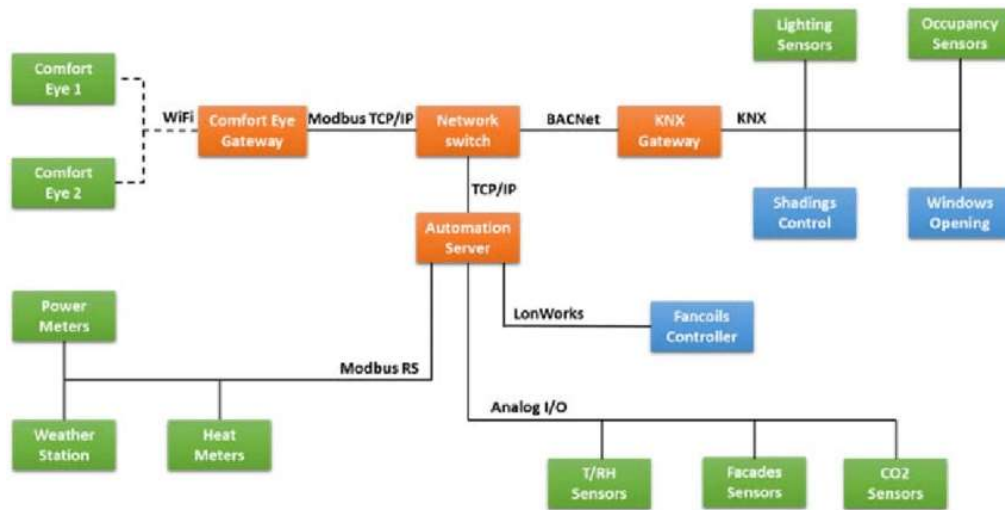 Lighting
Sensors
Occupancy
Sensors
Comfort
Eye 1
WiFi
Comfort Eye
Gateway
Modbus TCP/IP
Network
switch
BACNet
KNX
Gateway
KNX
Comfort
Eye 2
TCP/IP
Shadings
Control
Windows
Opening
Automation
Server
Power
Meters
LonWorks
Fancoils
Controller
Modbus RS
Analog I/O
Weather
Station
Heat
Meters
T/RH
Sensors
Facades
Sensors
CO2
Sensors